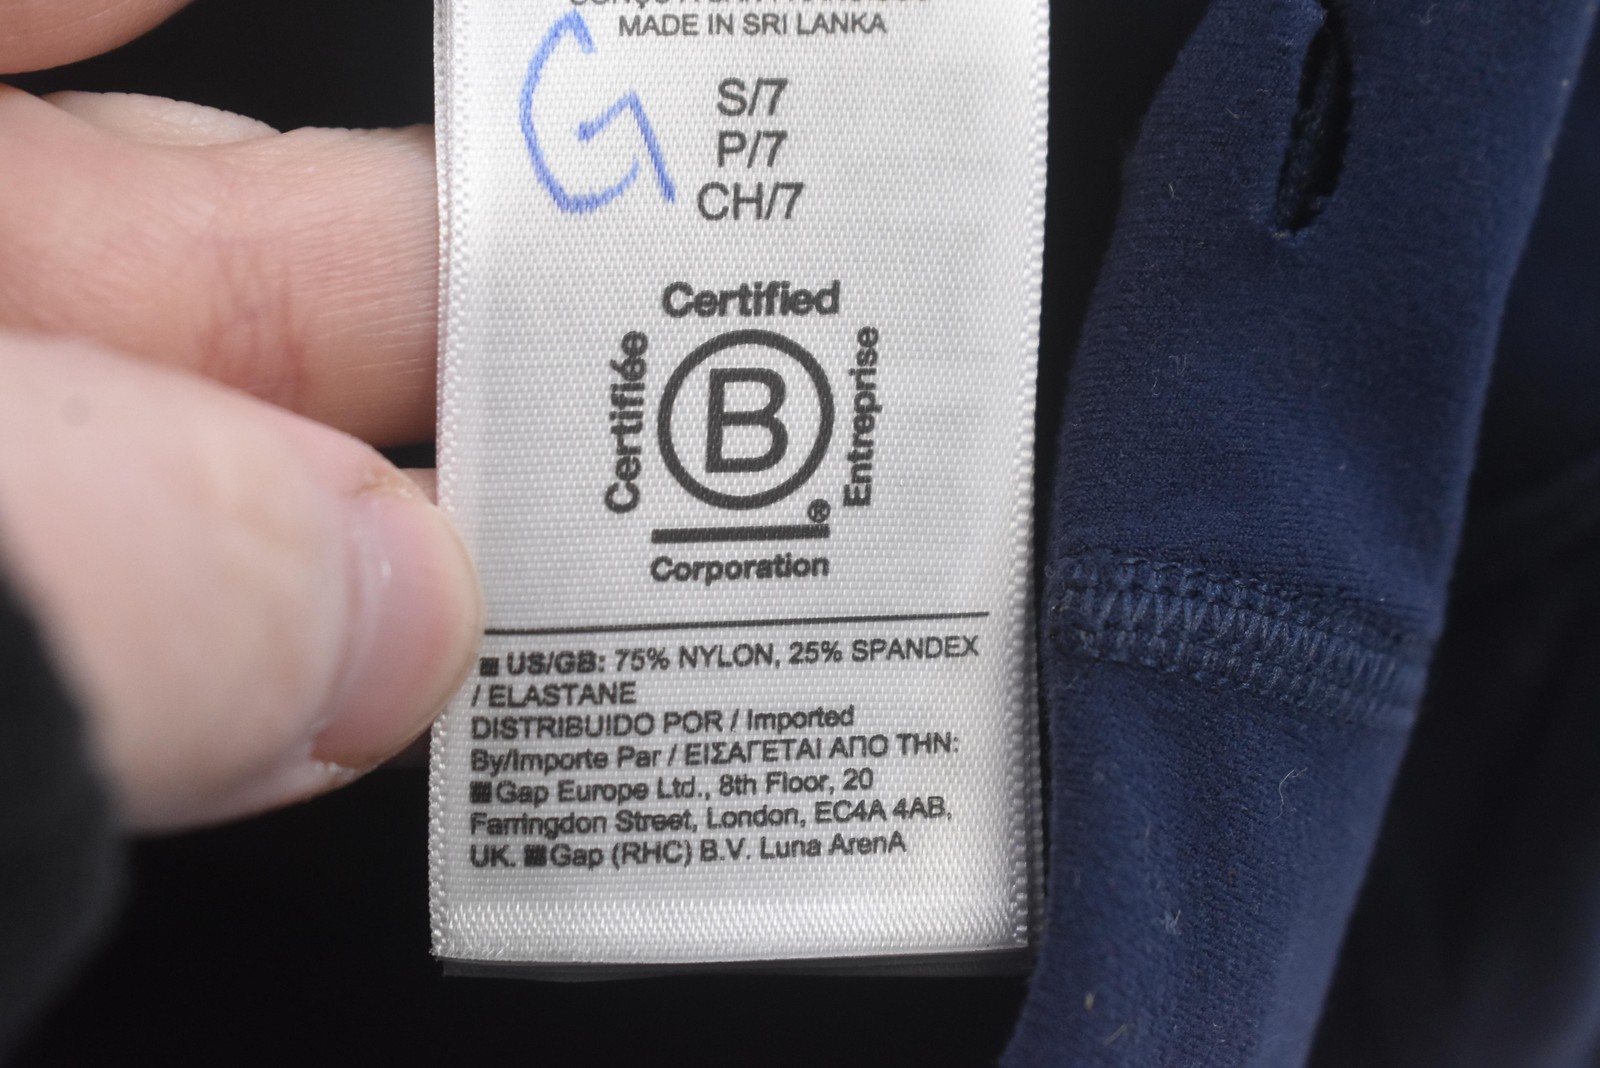 MADE IN SRI LANKA
G
S/7
P/7
CH/7
Certified
Certifiée
B
Entreprise
®
Corporation
US/GB: 75% NYLON, 25% SPANDEX
/ ELASTANE
DISTRIBUIDO POR / Imported
By/Importe Par / ΕΙΣΑΓΕΤΑΙ ΑΠΟ ΤΗΝ:
Gap Europe Ltd., 8th Floor, 20
Farringdon Street, London, EC4A 4AB,
UK. Gap (RHC) B.V. Luna ArenA